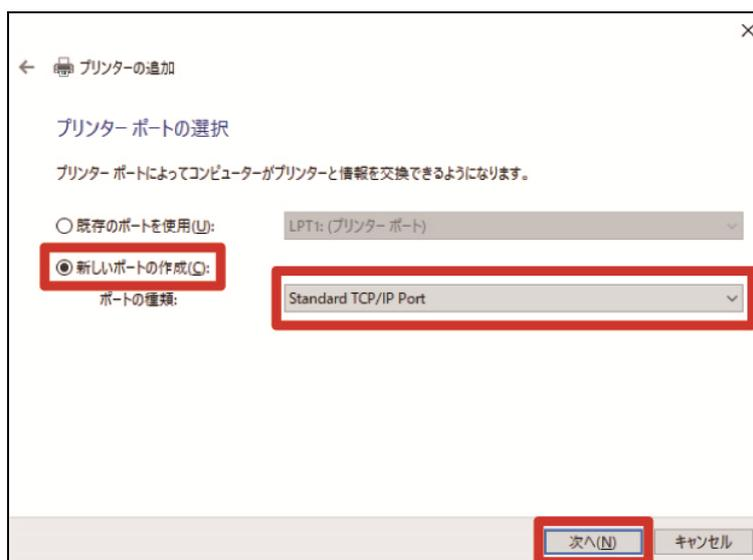 プリンターの追加
プリンター ポートの選択
プリンター ポートによってコンピューターがプリンターと情報を交換できるようになります。
既存のポートを使用(U):
LPT1: (プリンター ポート)
新しいポートの作成(C):
ポートの種類:
Standard TCP/IP Port
次へ(N)
キャンセル